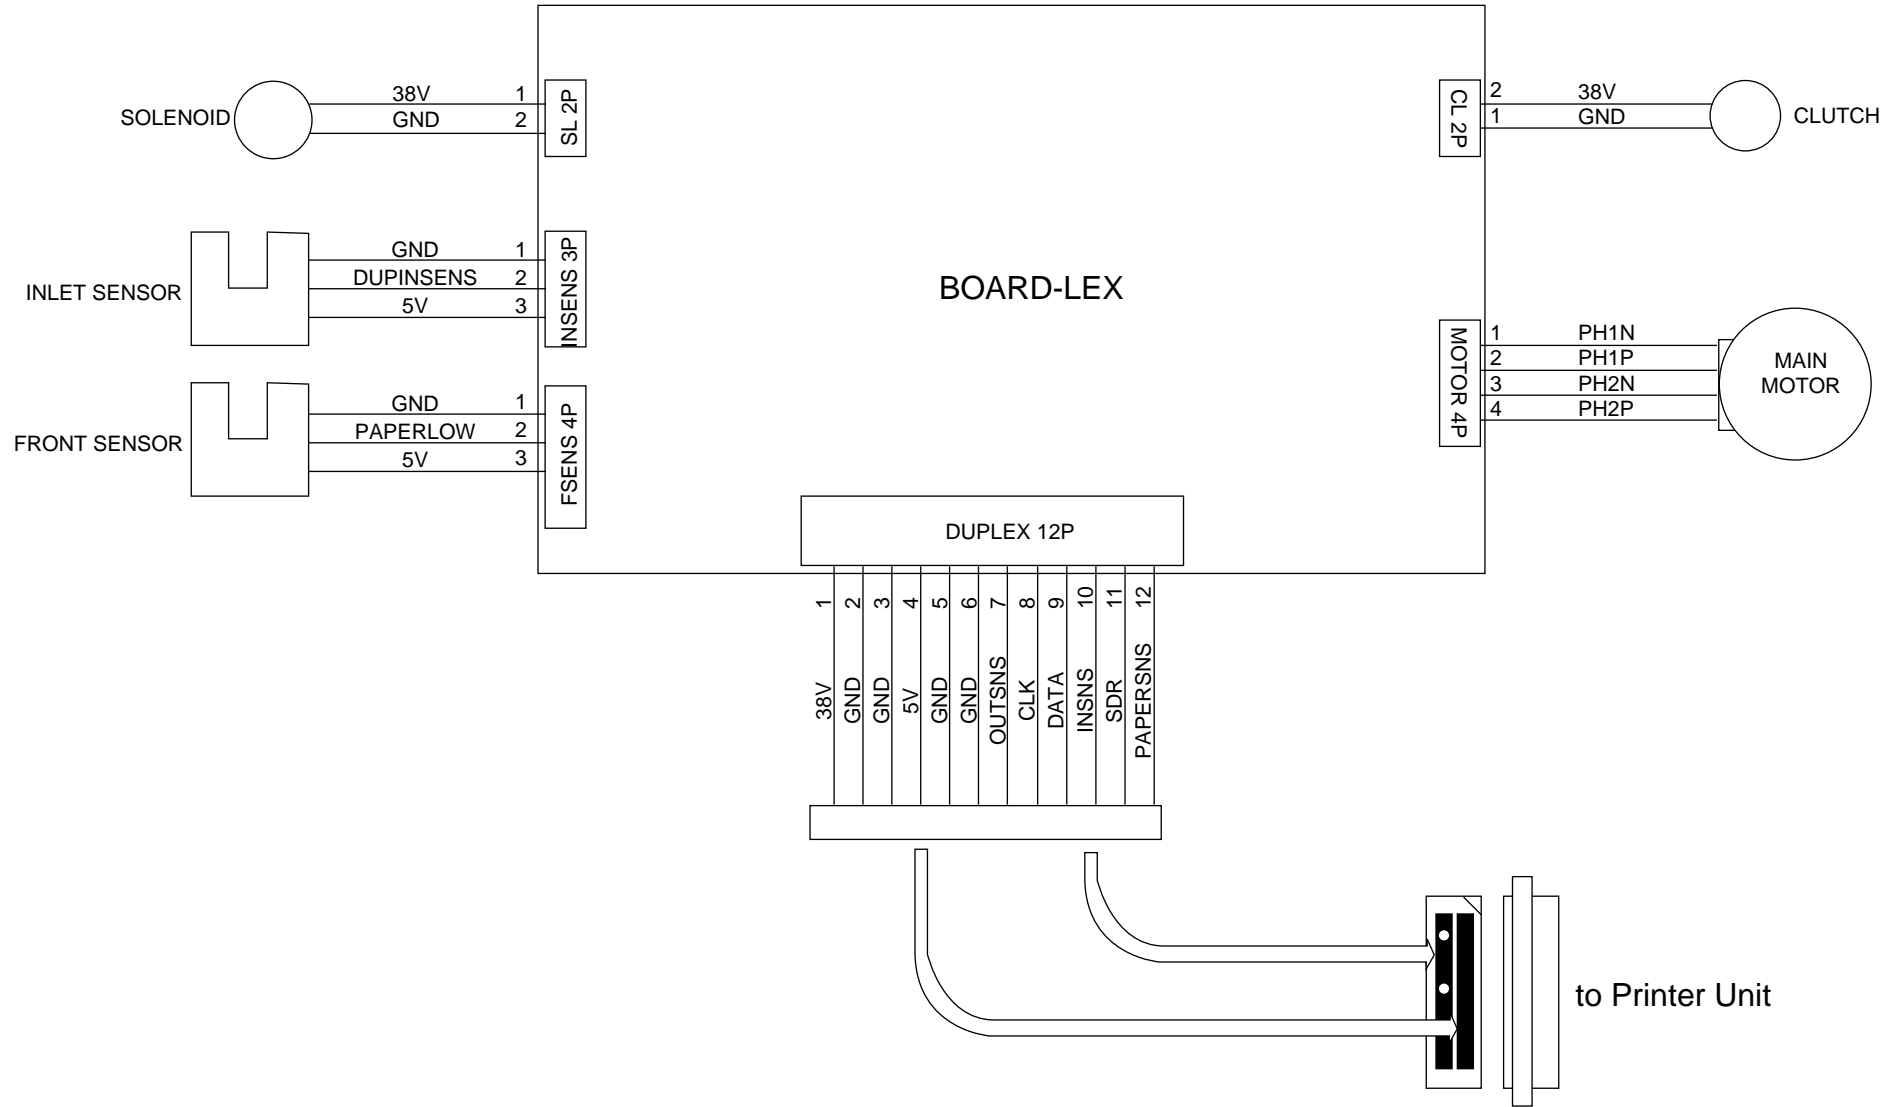 SOLENOID
38V 1
GND 2
SL 2P
INLET SENSOR
GND 1
DUPINSENS 2
5V 3
INSENS 3P
FRONT SENSOR
GND 1
PAPERLOW 2
5V 3
FSENS 4P
BOARD-LEX
CL 2P
2 38V
1 GND
CLUTCH
MOTOR 4P
1 PH1N
2 PH1P
3 PH2N
4 PH2P
MAIN
MOTOR
DUPLEX 12P
1 38V
2 GND
3 GND
4 5V
5 GND
6 GND
7 OUTSNS
8 CLK
9 DATA
10 INSNS
11 SDR
12 PAPERSNS
to Printer Unit